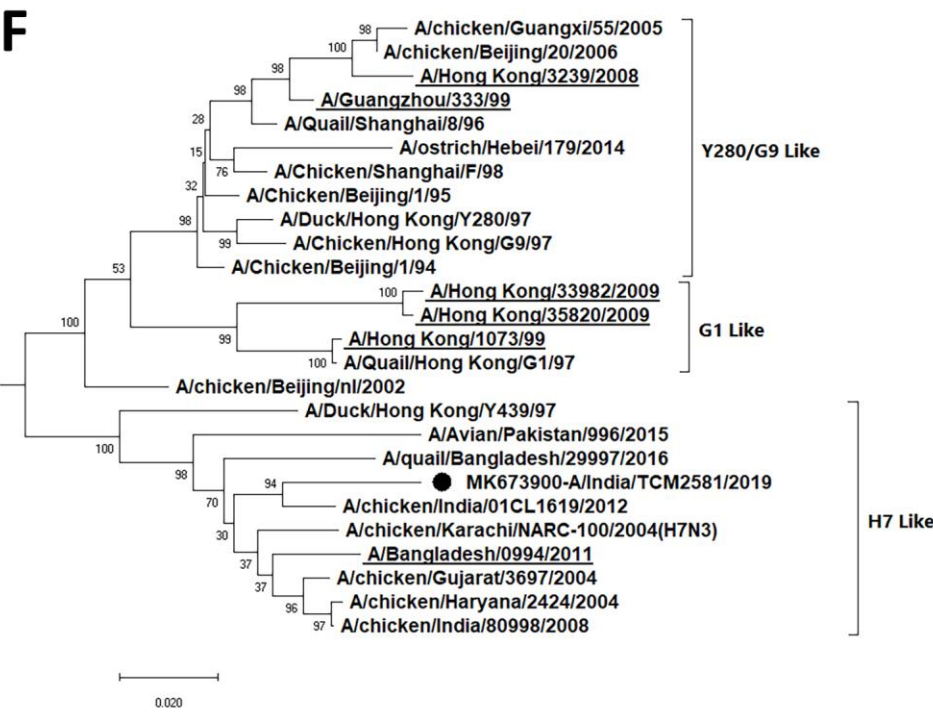 F
98
A/chicken/Guangxi/55/2005
100
A/chicken/Beijing/20/2006
98
A/Hong Kong/3239/2008
98
A/Guangzhou/333/99
28
A/Quail/Shanghai/8/96
15
A/ostrich/Hebei/179/2014
Y280/G9 Like
76
A/Chicken/Shanghai/F/98
32
A/Chicken/Beijing/1/95
98
A/Duck/Hong Kong/Y280/97
99
A/Chicken/Hong Kong/G9/97
53
A/Chicken/Beijing/1/94
100
A/Hong Kong/33982/2009
100
A/Hong Kong/35820/2009
G1 Like
99
A/Hong Kong/1073/99
100
A/Quail/Hong Kong/G1/97
A/chicken/Beijing/nl/2002
A/Duck/Hong Kong/Y439/97
100
A/Avian/Pakistan/996/2015
98
A/quail/Bangladesh/29997/2016
94
MK673900-A/India/TCM2581/2019
70
A/chicken/India/01CL1619/2012
30
A/chicken/Karachi/NARC-100/2004(H7N3)
H7 Like
37
A/Bangladesh/0994/2011
37
A/chicken/Gujarat/3697/2004
96
A/chicken/Haryana/2424/2004
97
A/chicken/India/80998/2008
0.020